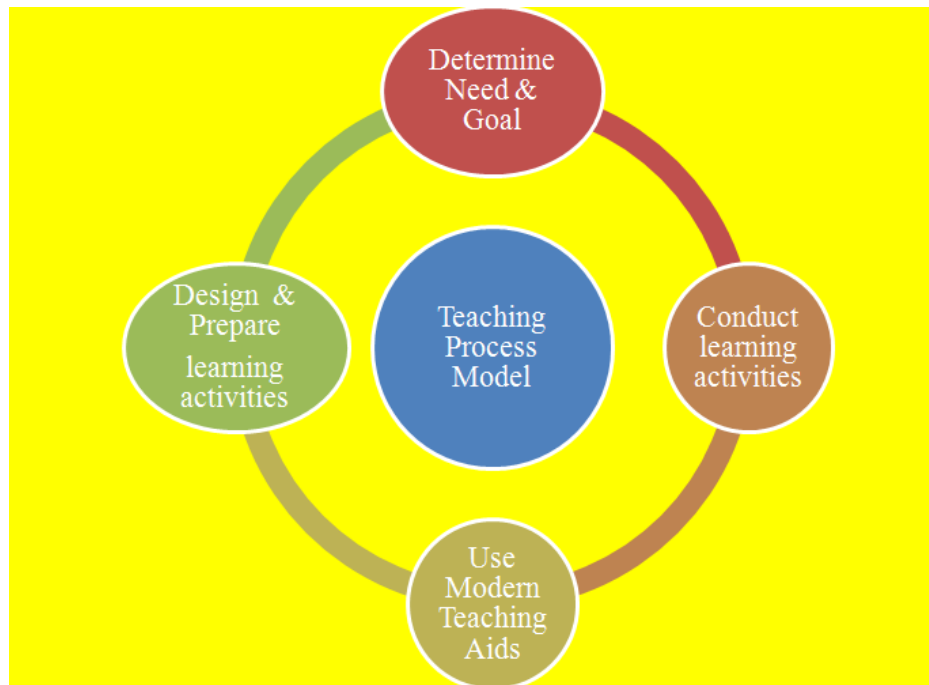 Determine
Need &
Goal
Design &
Prepare
learning
activities
Teaching
Process
Model
Conduct
learning
activities
Use
Modern
Teaching
Aids